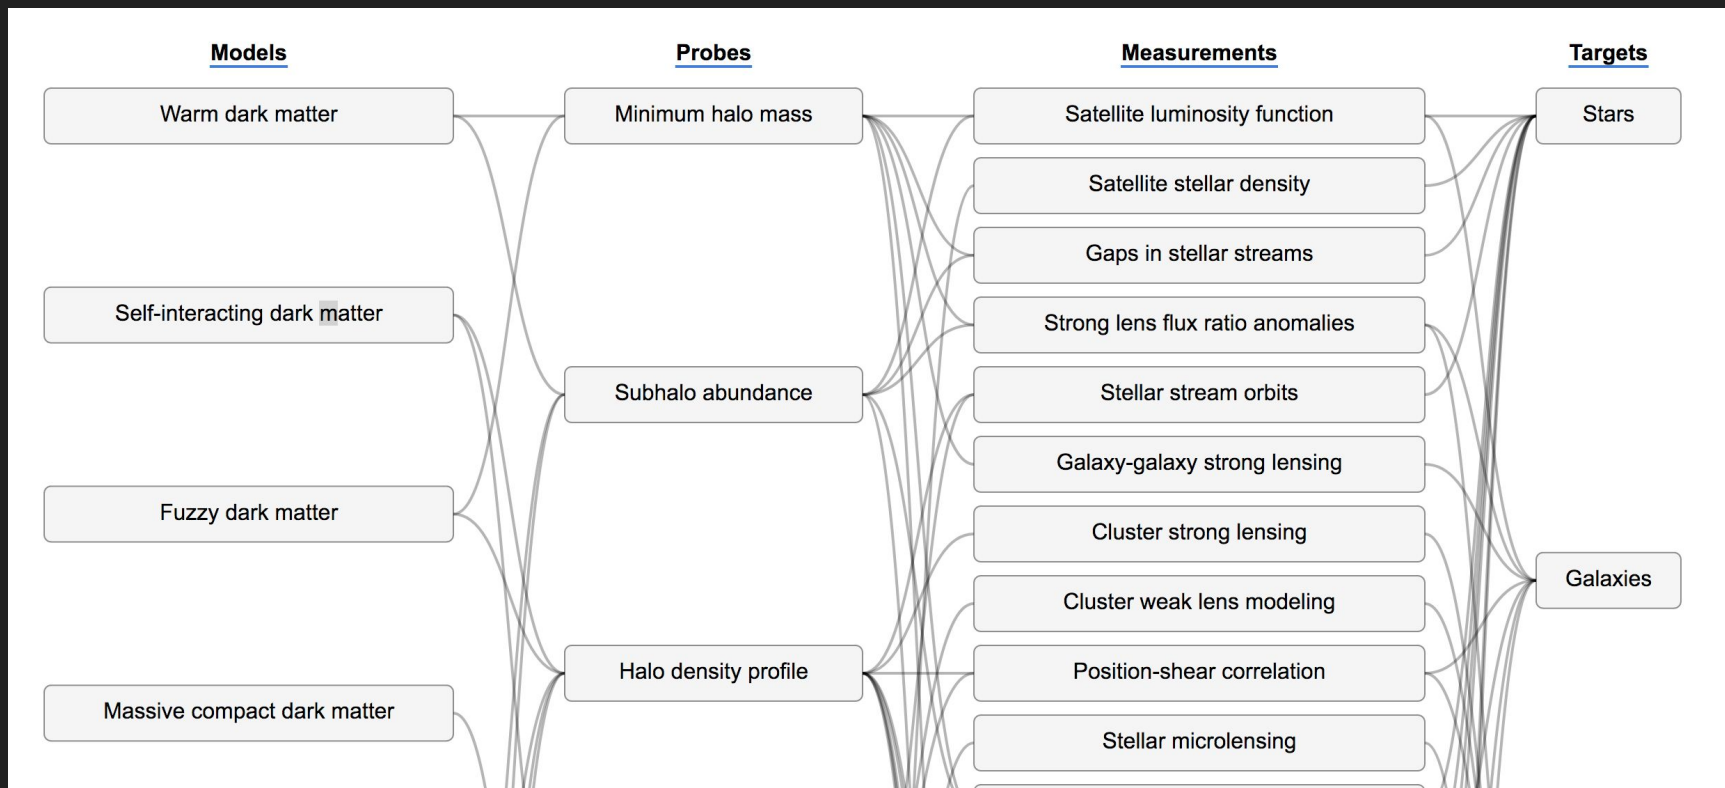 Models
Probes
Measurements
Targets
Warm dark matter
Minimum halo mass
Satellite luminosity function
Stars
Satellite stellar density
Gaps in stellar streams
Self-interacting dark matter
Strong lens flux ratio anomalies
Subhalo abundance
Stellar stream orbits
Galaxy-galaxy strong lensing
Fuzzy dark matter
Cluster strong lensing
Galaxies
Cluster weak lens modeling
Halo density profile
Position-shear correlation
Massive compact dark matter
Stellar microlensing